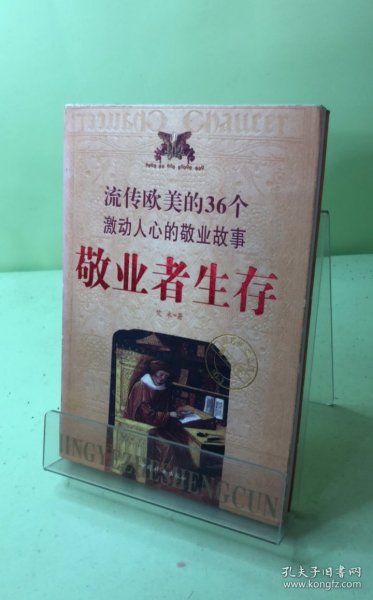 Chaucer
流传欧美的36个
激动人心的敬业故事
敬业者生存
JINGYEZHESHENGCUN
孔夫子旧书网
www.kongfz.com